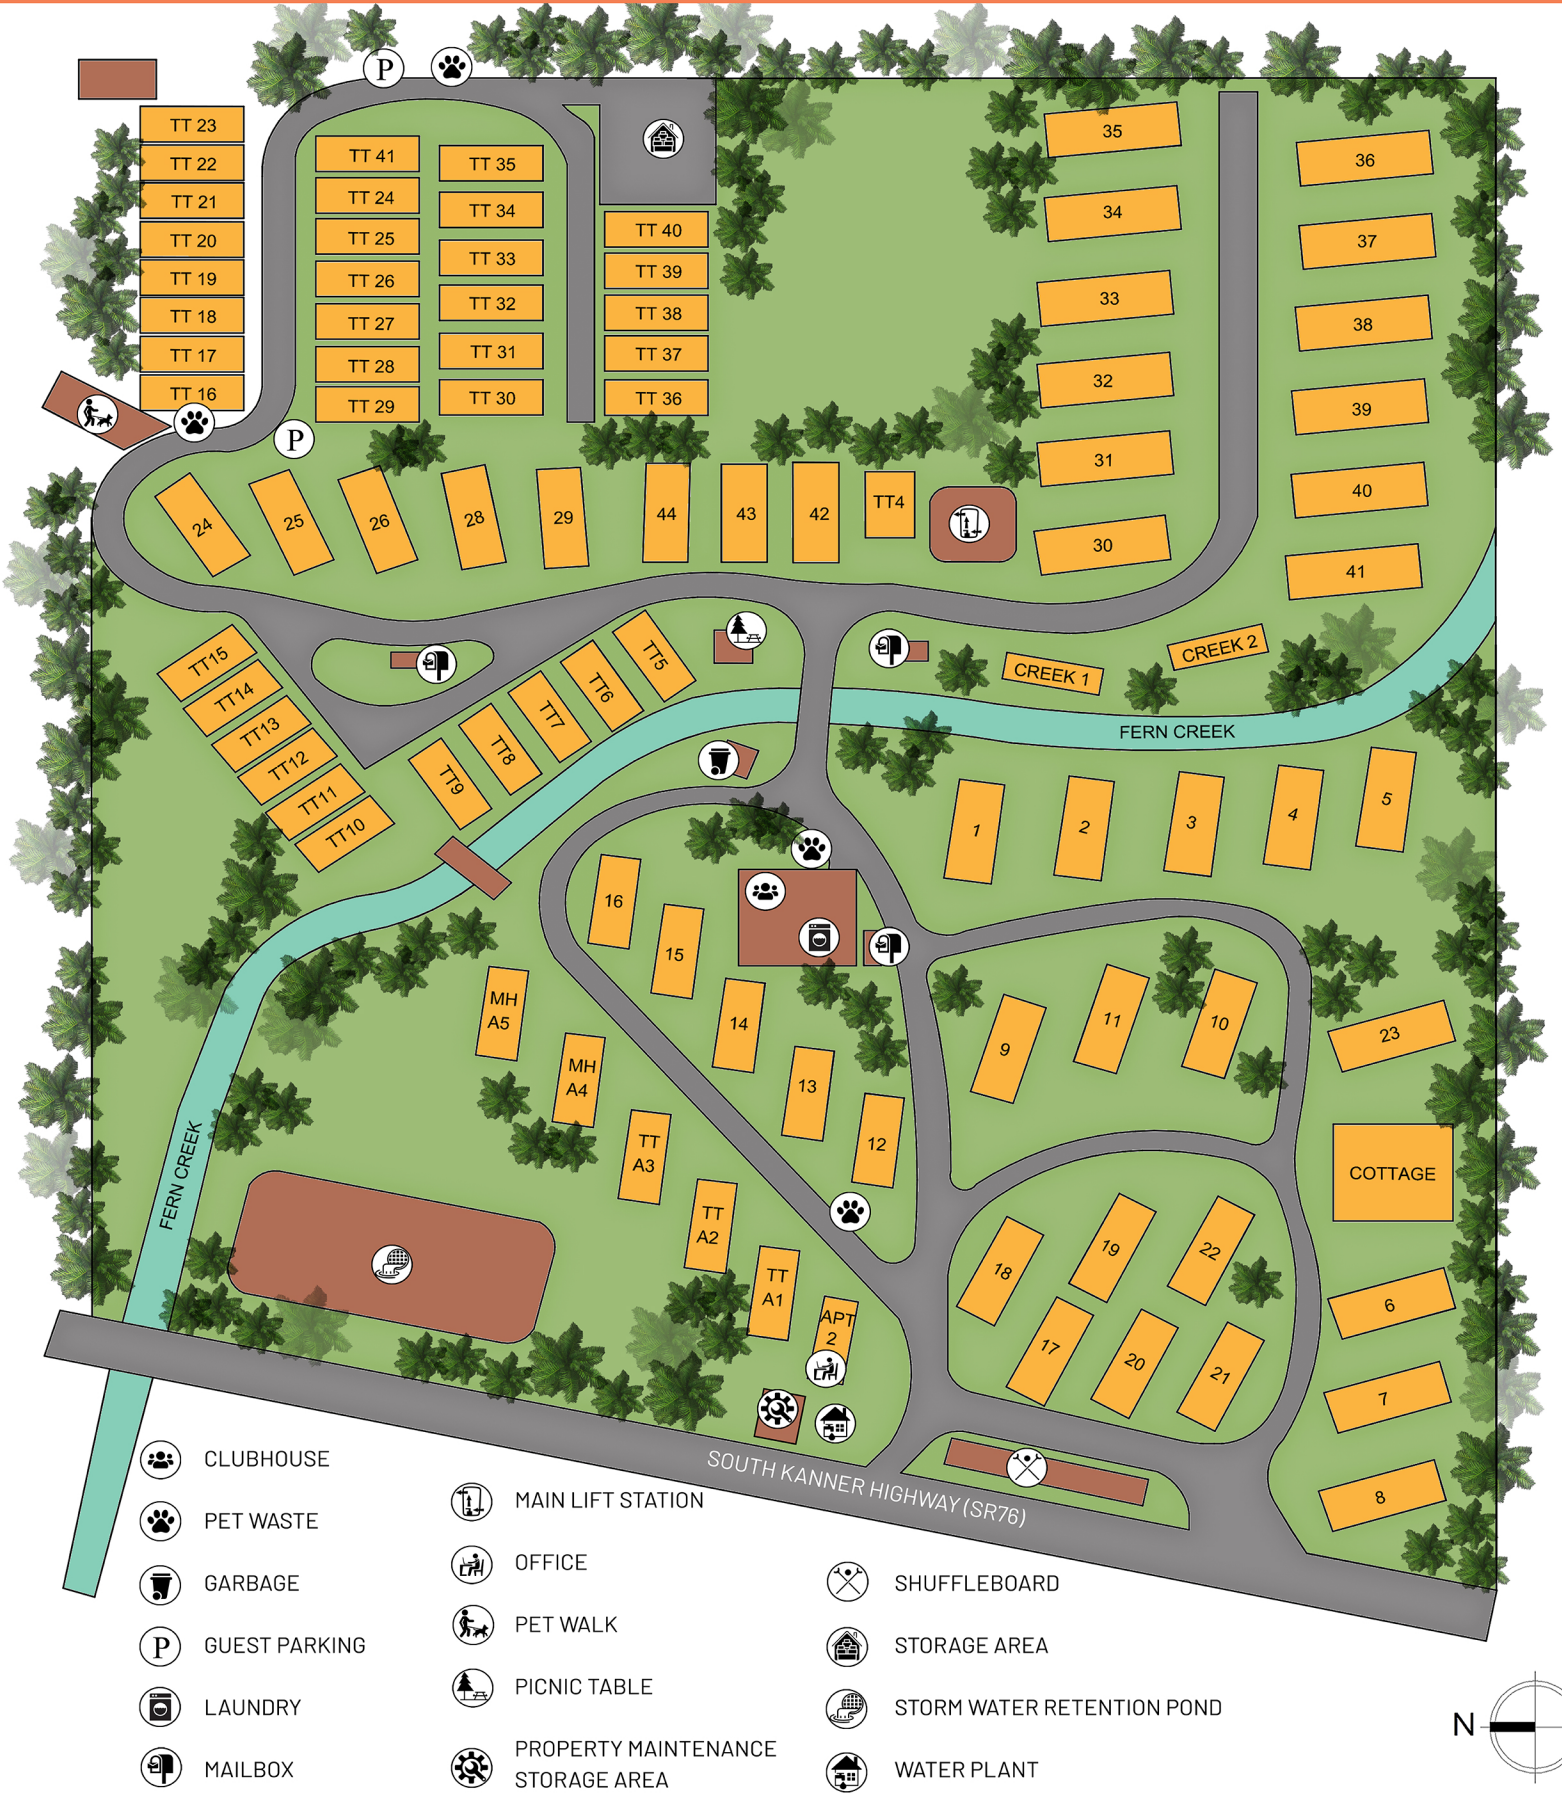 P
TT 23
TT 22
TT 21
TT 20
TT 19
TT 18
TT 17
TT 16
TT 41
TT 24
TT 25
TT 26
TT 27
TT 28
TT 29
TT 35
TT 34
TT 33
TT 32
TT 31
TT 30
TT 40
TT 39
TT 38
TT 37
TT 36
35
34
33
32
31
30
36
37
38
39
40
41
P
24
25
26
28
29
44
43
42
TT4
TT15
TT14
TT13
TT12
TT11
TT10
TT5
TT6
TT7
TT8
TT9
CREEK 1
CREEK 2
FERN CREEK
1
2
3
4
5
16
15
14
13
12
9
11
10
23
COTTAGE
MH
A5
MH
A4
TT
A3
TT
A2
TT
A1
APT
2
FERN CREEK
18
19
22
17
20
21
6
7
8
SOUTH KANNER HIGHWAY (SR76)
CLUBHOUSE
PET WASTE
GARBAGE
P
GUEST PARKING
LAUNDRY
MAILBOX
MAIN LIFT STATION
OFFICE
PET WALK
PICNIC TABLE
PROPERTY MAINTENANCE
STORAGE AREA
SHUFFLEBOARD
STORAGE AREA
STORM WATER RETENTION POND
WATER PLANT
N